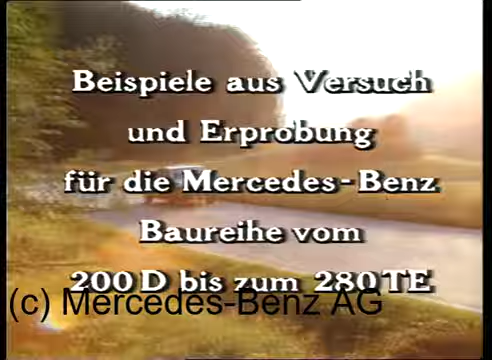 Beispiele aus Versuch
und Erprobung
für die Mercedes-Benz
Baureihe vom
200 D bis zum 280 TE
(c) Mercedes-Benz AG